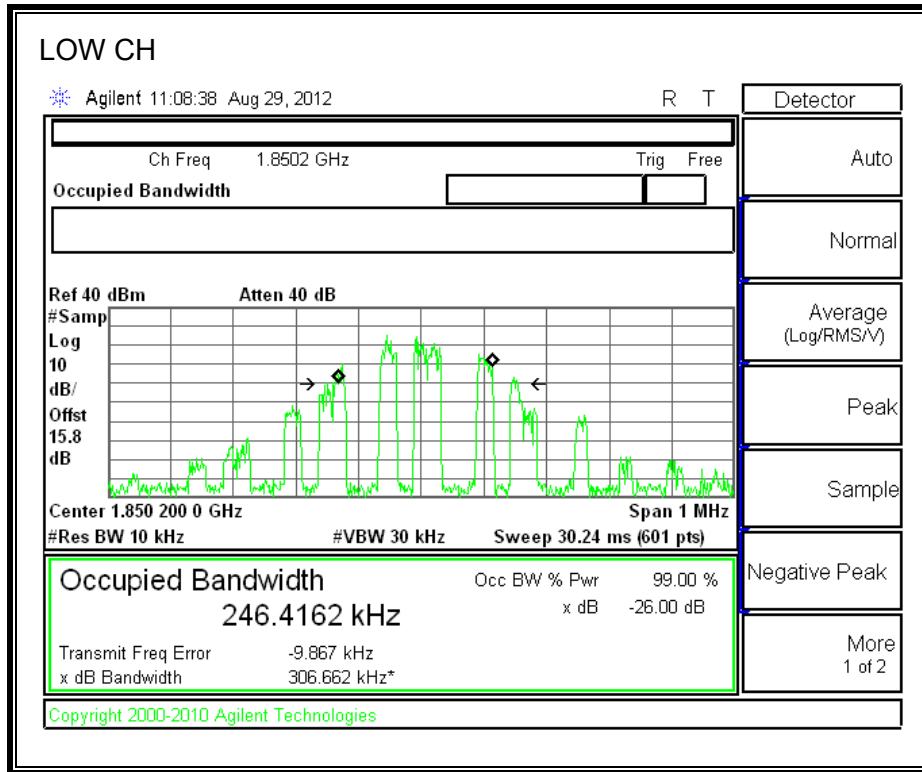 LOW CH
Agilent 11:08:38 Aug 29, 2012 R T
Detector
Ch Freq 1.8502 GHz Trig Free
Occupied Bandwidth
Auto
Normal
Average
(Log/RMS/V)
Peak
Sample
Negative Peak
More
1 of 2
Ref 40 dBm Atten 40 dB
#Samp
Log
10
dB/
Offst
15.8
dB
Center 1.850 200 0 GHz Span 1 MHz
#Res BW 10 kHz #VBW 30 kHz Sweep 30.24 ms (601 pts)
Occupied Bandwidth Occ BW % Pwr 99.00 %
246.4162 kHz x dB -26.00 dB
Transmit Freq Error -9.867 kHz
x dB Bandwidth 306.662 kHz*
Copyright 2000-2010 Agilent Technologies